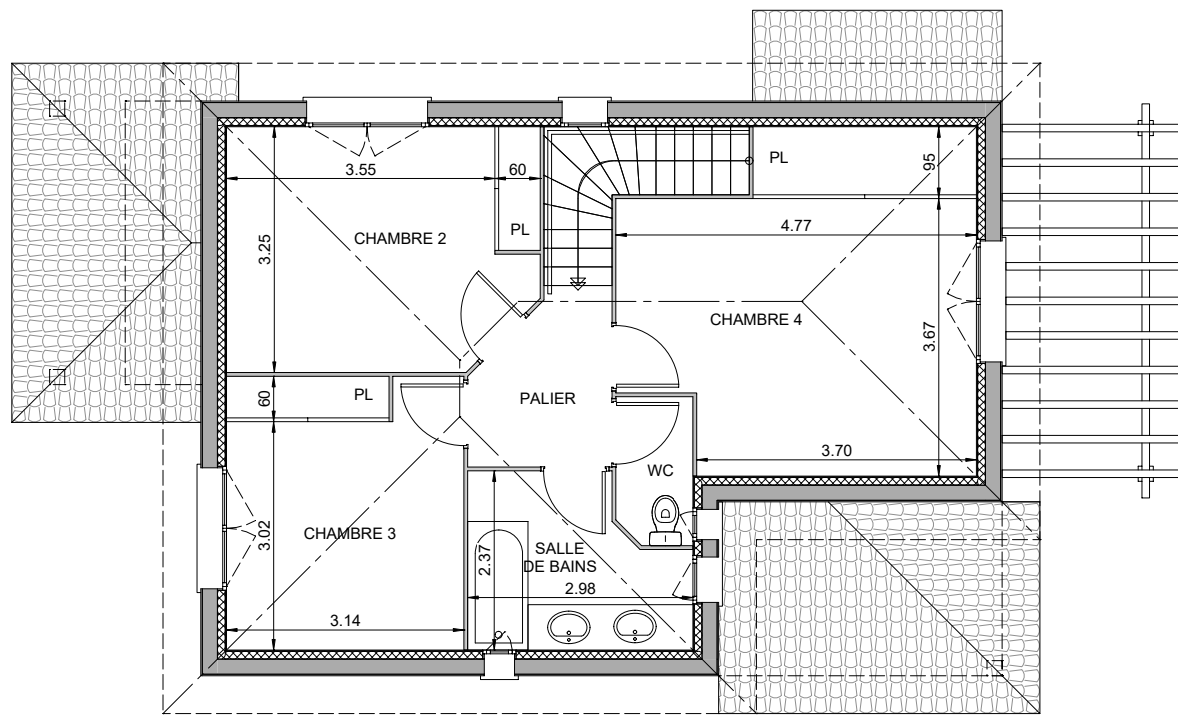 3.55
60
PL
95
3.25
CHAMBRE 2
PL
4.77
CHAMBRE 4
3.67
60
PL
PALIER
3.70
WC
3.02
CHAMBRE 3
2.37
SALLE
DE BAINS
2.98
3.14